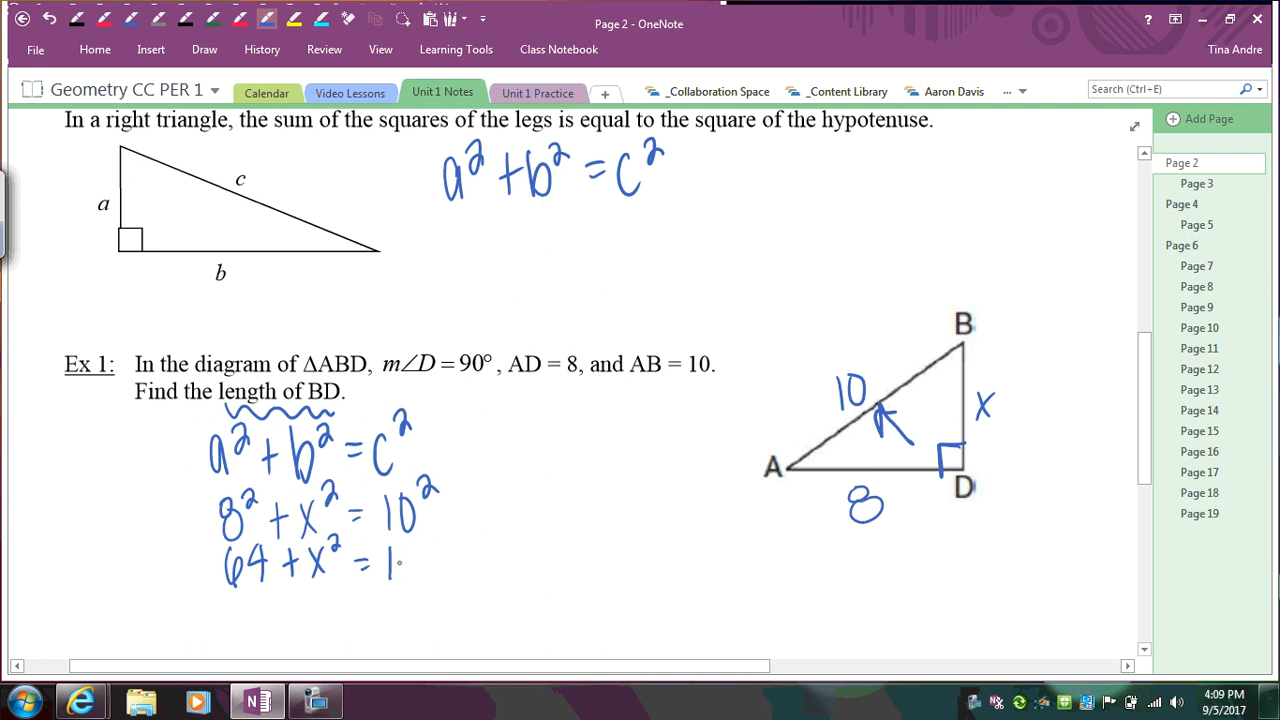 Page 2 - OneNote
?
File Home Insert Draw History Review View Learning Tools Class Notebook
Tina Andre
Geometry CC PER 1
Calendar Video Lessons Unit 1 Notes Unit 1 Practice + _Collaboration Space _Content Library Aaron Davis ...
Search (Ctrl+E)
Add Page
In a right triangle, the sum of the squares of the legs is equal to the square of the hypotenuse.
a² + b² = c²
c
a
b
B
Ex 1: In the diagram of ΔABD, m∠D = 90°, AD = 8, and AB = 10.
Find the length of BD.
10
x
A
D
8
a² + b² = c²
8² + x² = 10²
64 + x² = 1
Page 2
Page 3
Page 4
Page 5
Page 6
Page 7
Page 8
Page 9
Page 10
Page 11
Page 12
Page 13
Page 14
Page 15
Page 16
Page 17
Page 18
Page 19
4:09 PM
9/5/2017